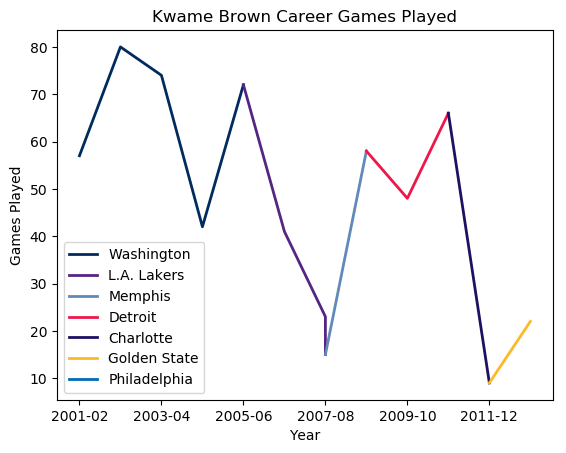 Kwame Brown Career Games Played
80
70
60
50
40
30
20
10
Games Played
Washington
L.A. Lakers
Memphis
Detroit
Charlotte
Golden State
Philadelphia
2001-02 2003-04 2005-06 2007-08 2009-10 2011-12
Year